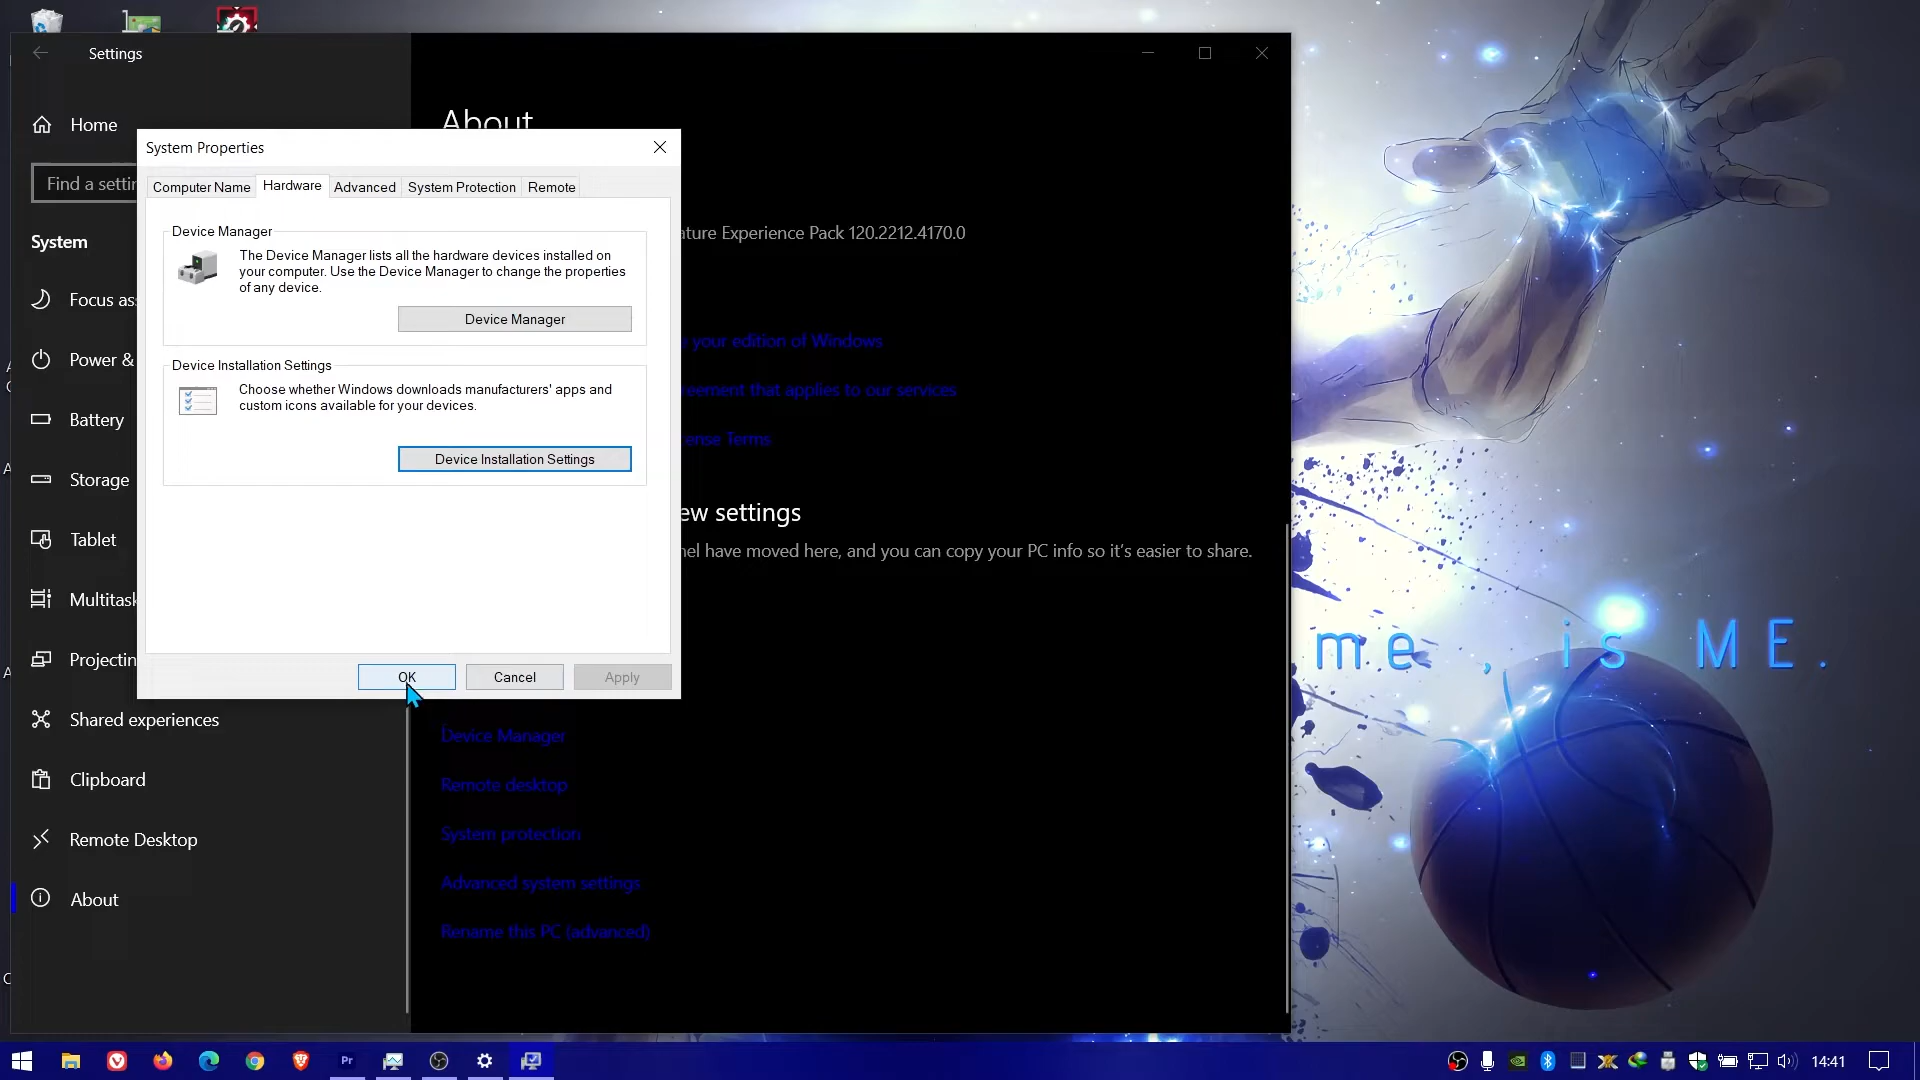 Settings
About
Home
System Properties
Find a settin
Computer Name
Hardware
Advanced
System Protection
Remote
ature Experience Pack 120.2212.4170.0
System
Device Manager
The Device Manager lists all the hardware devices installed on
your computer. Use the Device Manager to change the properties
of any device.
Device Manager
Focus ass
Power &
Battery
Storage
Tablet
Multitask
Projectin
Shared experiences
Clipboard
Remote Desktop
About
Device Installation Settings
Choose whether Windows downloads manufacturers' apps and
custom icons available for your devices.
Device Installation Settings
OK
Cancel
Apply
your edition of Windows
reement that applies to our services
ense Terms
ew settings
nel have moved here, and you can copy your PC info so it's easier to share.
Device Manager
Remote desktop
System protection
Advanced system settings
Rename this PC (advanced)
me, is ME.
Pr
14:41